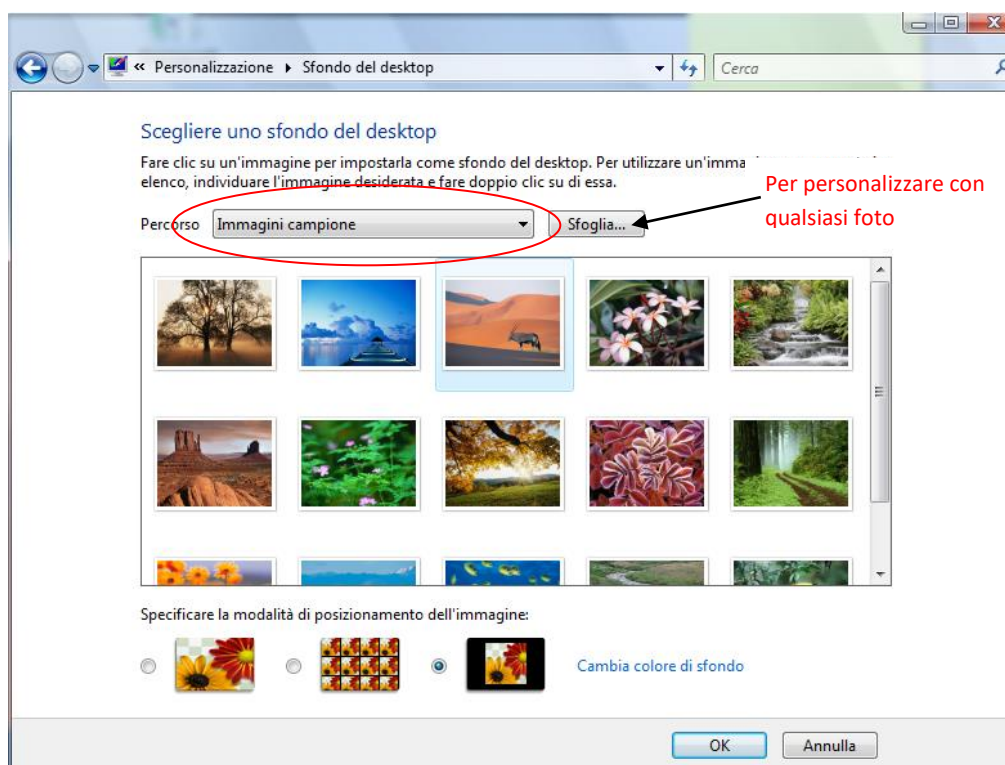 « Personalizzazione Sfondo del desktop
Cerca
Scegliere uno sfondo del desktop
Fare clic su un'immagine per impostarla come sfondo del desktop. Per utilizzare un'imma
elenco, individuare l'immagine desiderata e fare doppio clic su di essa.
Per personalizzare con
qualsiasi foto
Percorso Immagini campione Sfoglia...
Specificare la modalità di posizionamento dell'immagine:
Cambia colore di sfondo
OK Annulla